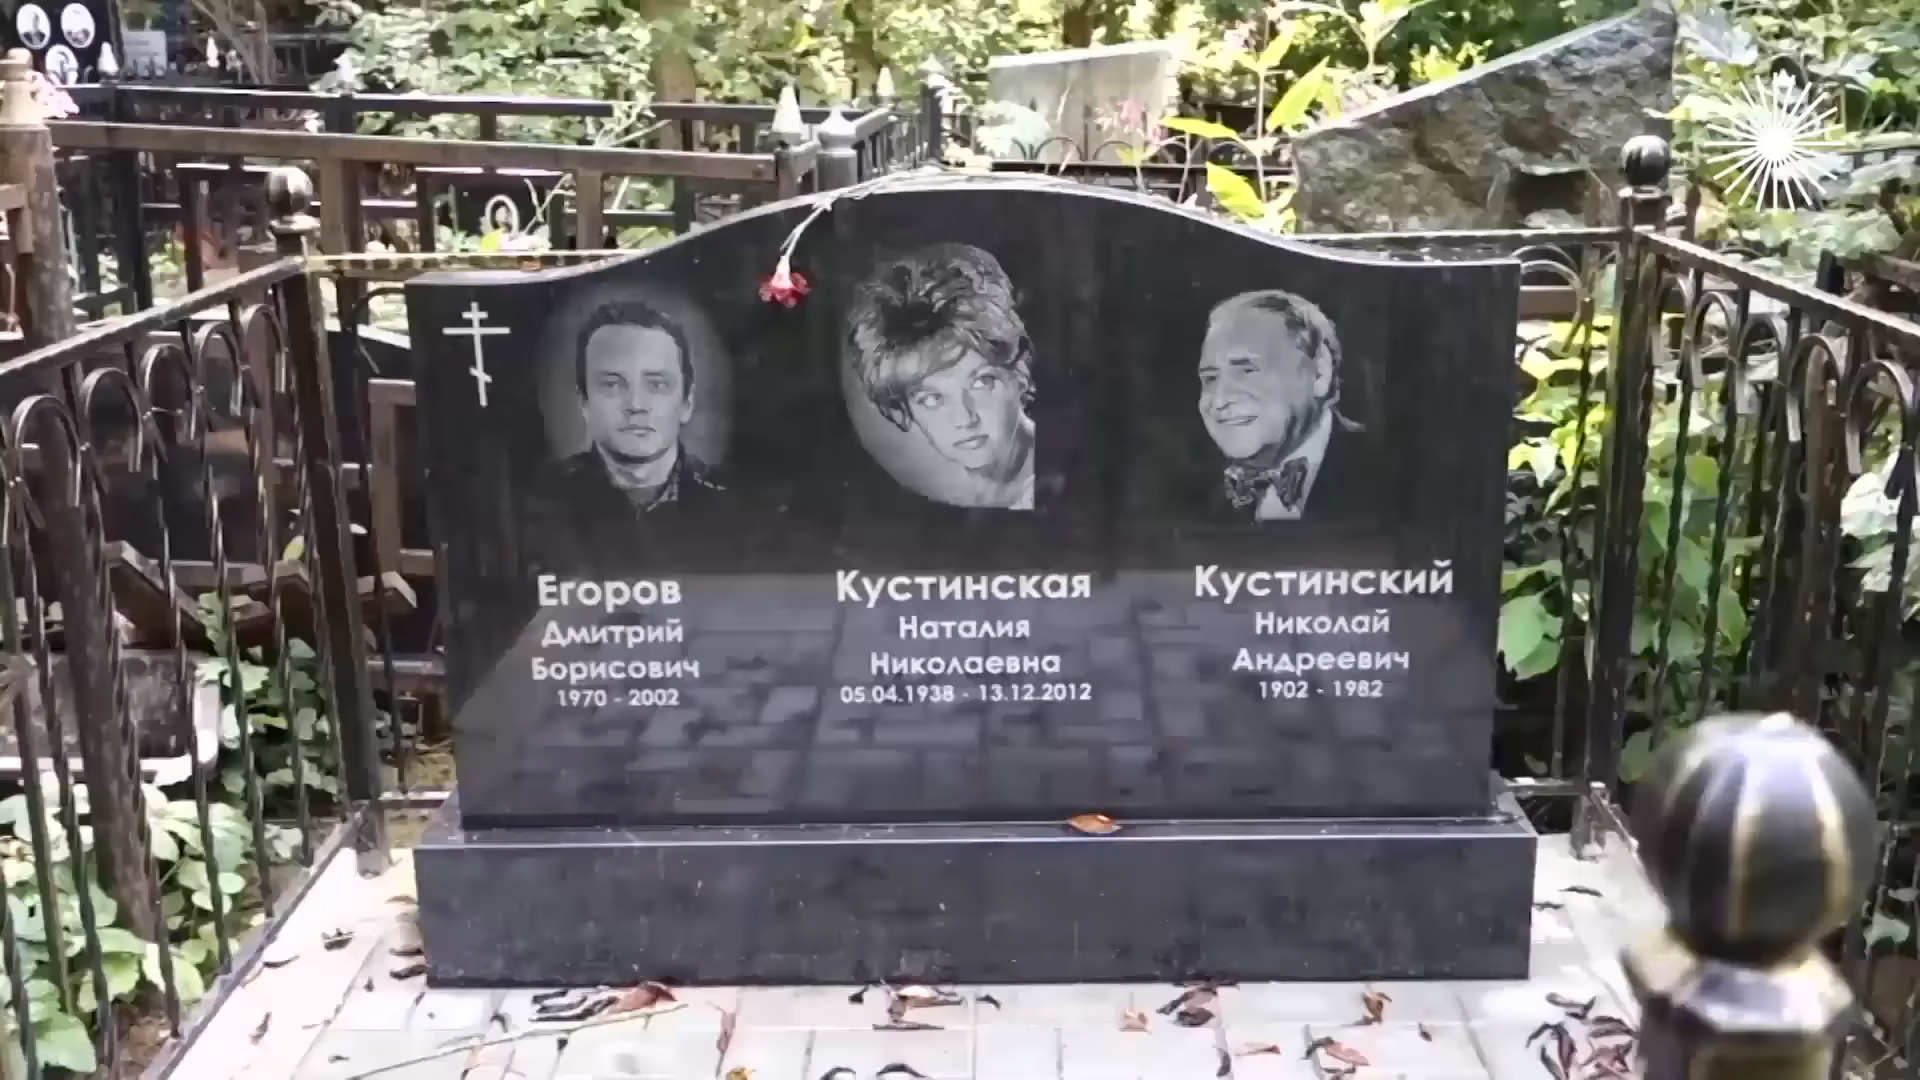 Егоров
Дмитрий
Борисович
1970 - 2002
Кустинская
Наталия
Николаевна
05.04.1938 - 13.12.2012
Кустинский
Николай
Андреевич
1902 - 1982